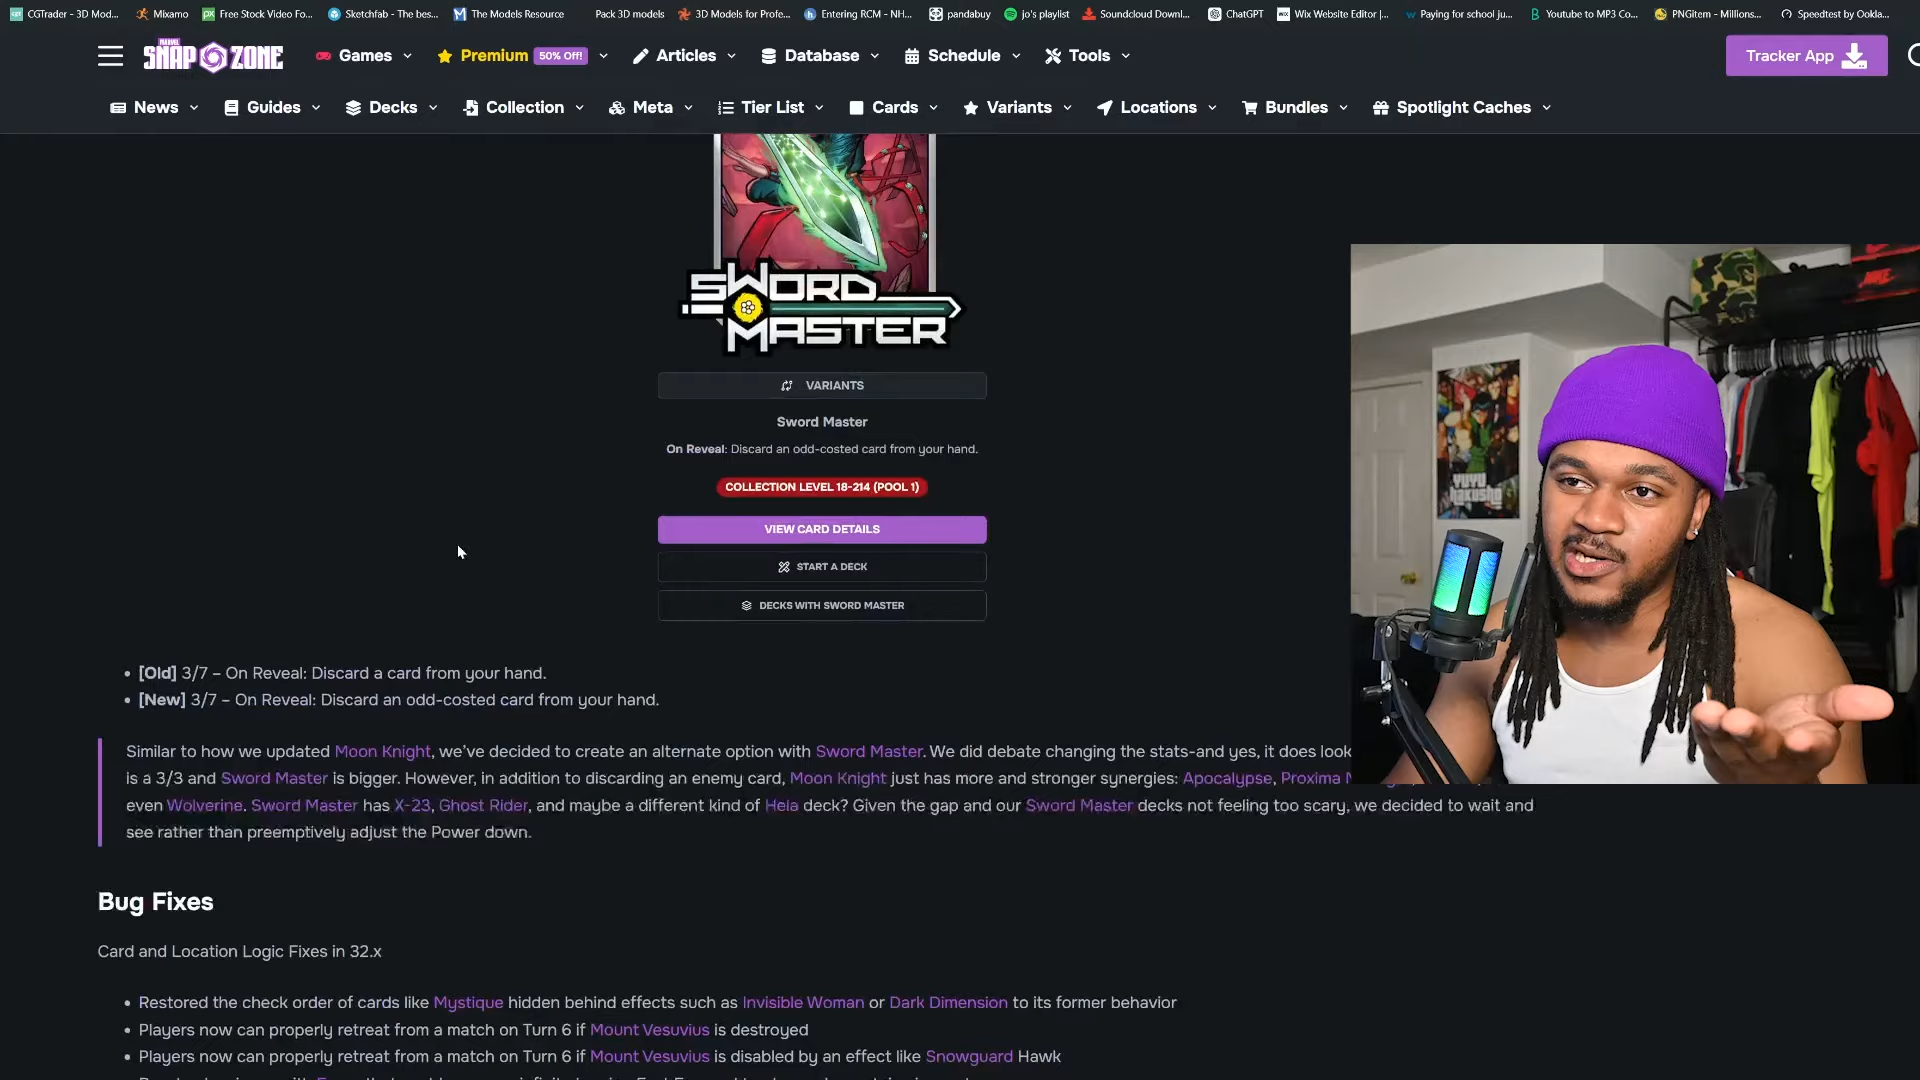 CGTrader - 3D Mod... Mixamo Free Stock Video Fo... Sketchfab - The bes... The Models Resource Pack 3D models 3D Models for Profe... Entering RCM - NH... pandabuy jo's playlist Soundcloud Downl... ChatGPT Wix Website Editor |... Paying for school ju... Youtube to MP3 Co... PNGitem - Millions... Speedtest by Ookla...
MARVEL SNAP ZONE Games Premium 50% Off! Articles Database Schedule Tools Tracker App
News Guides Decks Collection Meta Tier List Cards Variants Locations Bundles Spotlight Caches
SWORD
MASTER
VARIANTS
Sword Master
On Reveal: Discard an odd-costed card from your hand.
COLLECTION LEVEL 18-214 (POOL 1)
VIEW CARD DETAILS
START A DECK
DECKS WITH SWORD MASTER
[Old] 3/7 – On Reveal: Discard a card from your hand.
[New] 3/7 – On Reveal: Discard an odd-costed card from your hand.
Similar to how we updated Moon Knight, we've decided to create an alternate option with Sword Master. We did debate changing the stats-and yes, it does look
is a 3/3 and Sword Master is bigger. However, in addition to discarding an enemy card, Moon Knight just has more and stronger synergies: Apocalypse, Proxima
even Wolverine. Sword Master has X-23, Ghost Rider, and maybe a different kind of Hela deck? Given the gap and our Sword Master decks not feeling too scary, we decided to wait and
see rather than preemptively adjust the Power down.
Bug Fixes
Card and Location Logic Fixes in 32.x
Restored the check order of cards like Mystique hidden behind effects such as Invisible Woman or Dark Dimension to its former behavior
Players now can properly retreat from a match on Turn 6 if Mount Vesuvius is destroyed
Players now can properly retreat from a match on Turn 6 if Mount Vesuvius is disabled by an effect like Snowguard Hawk
YUYU
HAKUSHO
NIKE